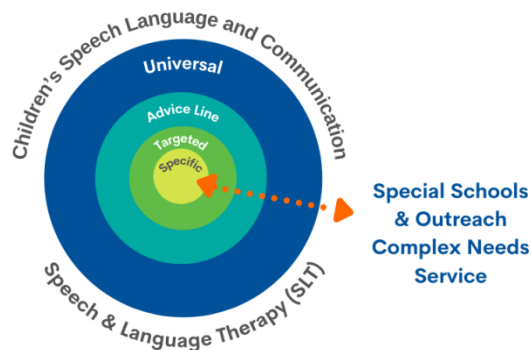 Children's Speech Language and Communication
Universal
Advice Line
Targeted
Specific
Special Schools
& Outreach
Complex Needs
Service
Speech & Language Therapy (SLT)